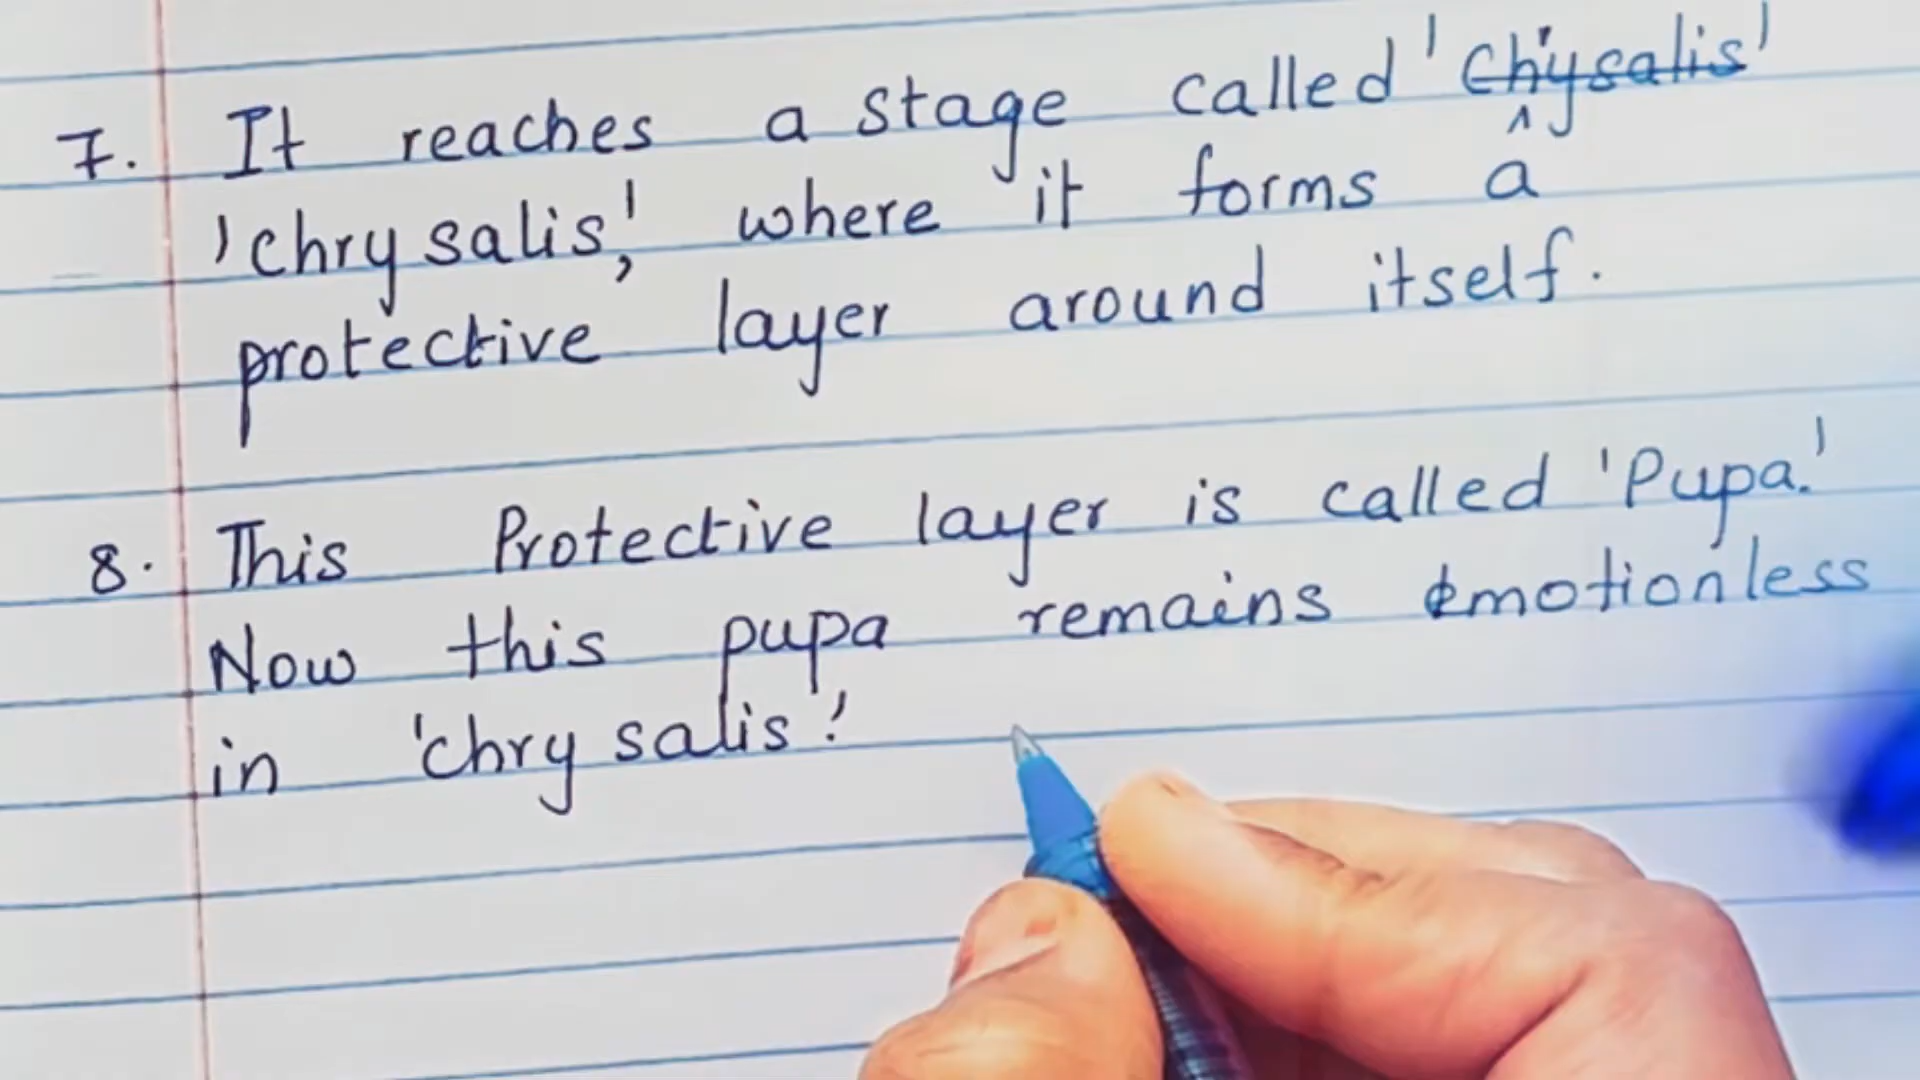 7. It reaches a stage called 'Chrysalis'
'Chrysalis,' where it forms a
protective layer around itself.
8. This Protective layer is called 'Pupa.'
Now this pupa remains emotionless
in 'chrysalis'.